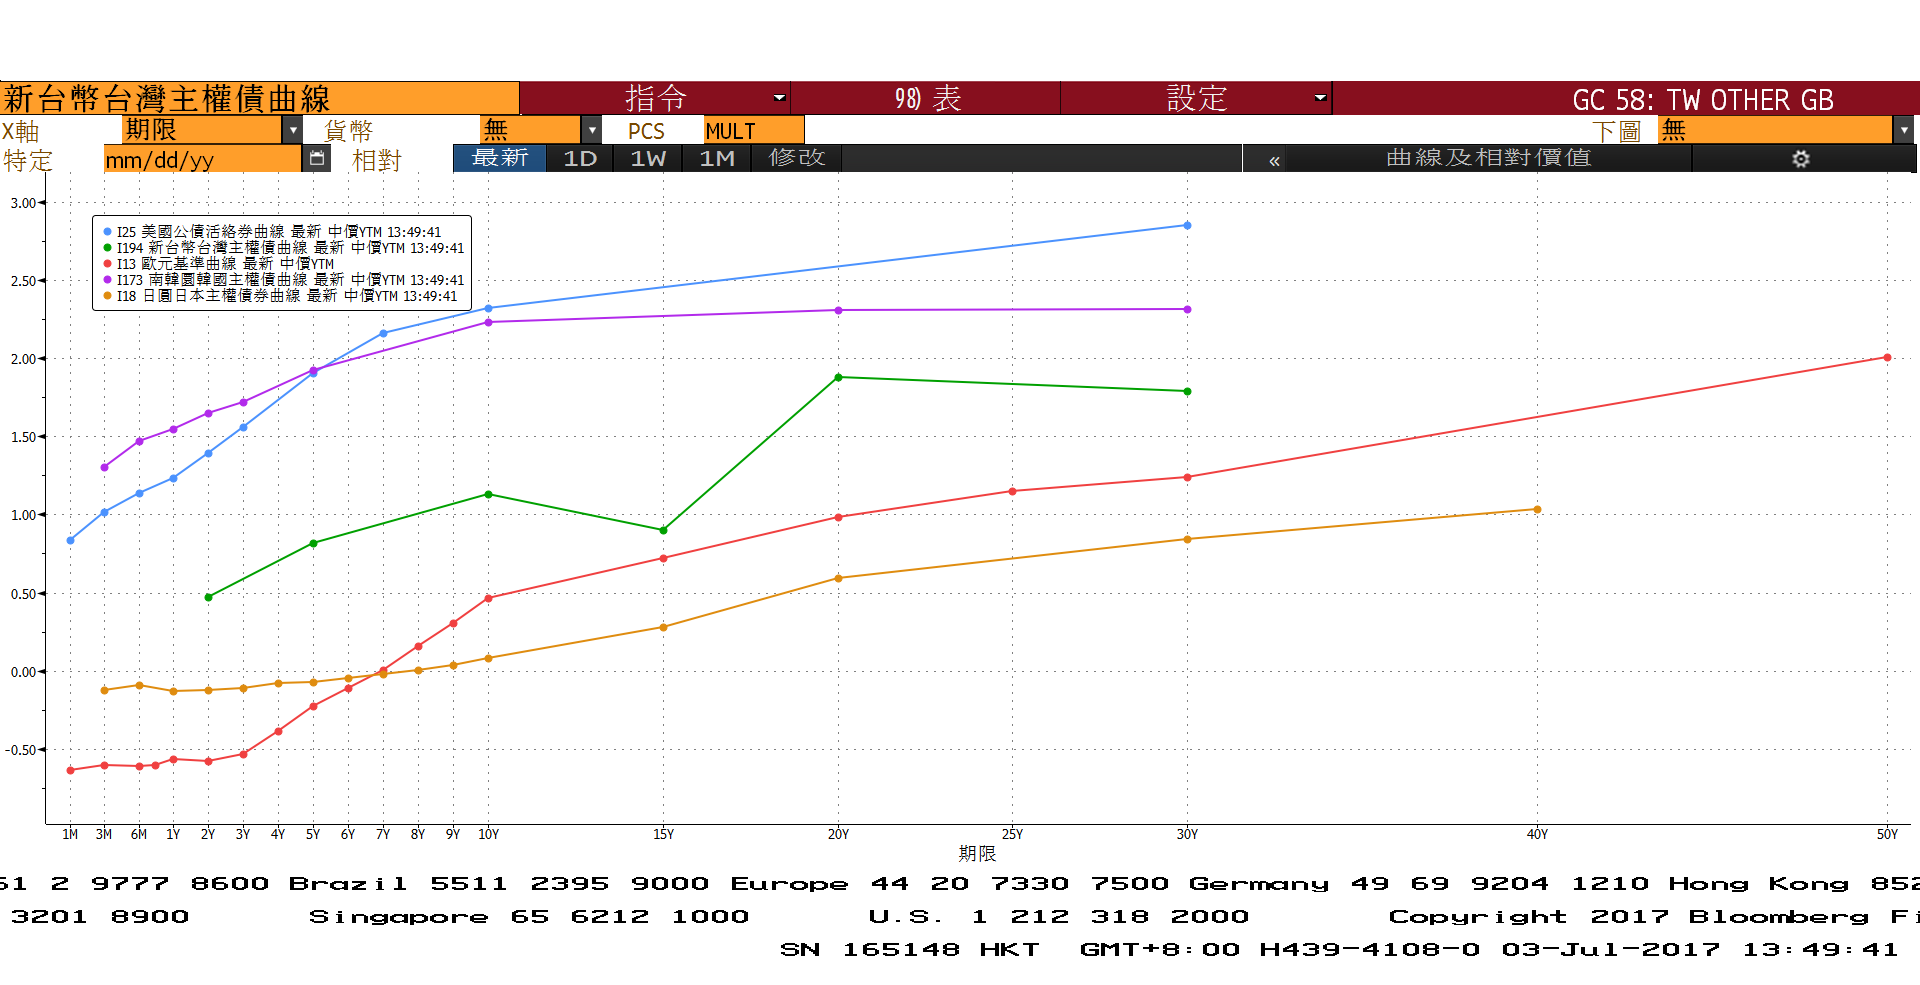 新台幣台灣主權債曲線 指令 98) 表 設定 GC 58: TW OTHER GB
X軸 期限 貨幣 無 PCS MULT 下圖 無
特定 mm/dd/yy 相對 最新 1D 1W 1M 修改 « 曲線及相對價值
3.00
I25 美國公債活絡券曲線 最新 中價YTM 13:49:41
I194 新台幣台灣主權債曲線 最新 中價YTM 13:49:41
I13 歐元基準曲線 最新 中價YTM
I173 南韓圜韓國主權債曲線 最新 中價YTM 13:49:41
I18 日圓日本主權債券曲線 最新 中價YTM 13:49:41
2.50
2.00
1.50
1.00
0.50
0.00
-0.50
1M 3M 6M 1Y 2Y 3Y 4Y 5Y 6Y 7Y 8Y 9Y 10Y 15Y 20Y 25Y 30Y 40Y 50Y
期限
61 2 9777 8600 Brazil 5511 2395 9000 Europe 44 20 7330 7500 Germany 49 69 9204 1210 Hong Kong 852
3201 8900 Singapore 65 6212 1000 U.S. 1 212 318 2000 Copyright 2017 Bloomberg Fi
SN 165148 HKT GMT+8:00 H439-4108-0 03-Jul-2017 13:49:41